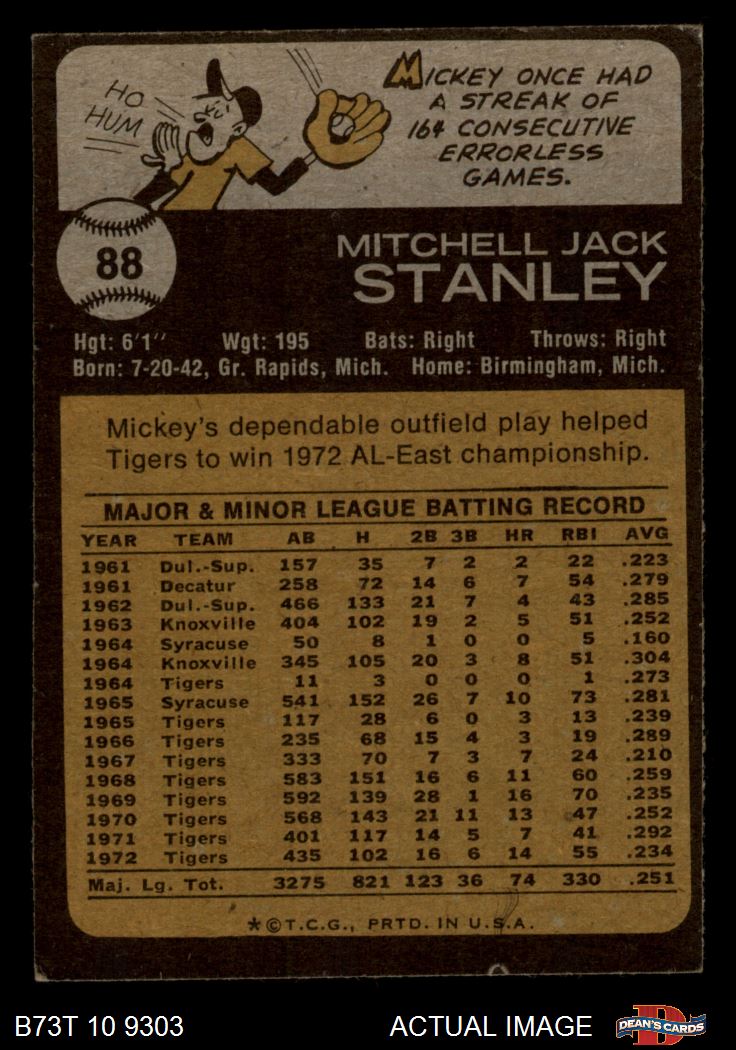 HO
HUM
MICKEY ONCE HAD
A STREAK OF
164 CONSECUTIVE
ERRORLESS
GAMES.
88
MITCHELL JACK
STANLEY
Hgt: 6'1" Wgt: 195 Bats: Right Throws: Right
Born: 7-20-42, Gr. Rapids, Mich. Home: Birmingham, Mich.
Mickey's dependable outfield play helped
Tigers to win 1972 AL-East championship.
MAJOR & MINOR LEAGUE BATTING RECORD
YEAR TEAM AB H 2B 3B HR RBI AVG
1961 Dul.-Sup. 157 35 7 2 2 22 .223
1961 Decatur 258 72 14 6 7 54 .279
1962 Dul.-Sup. 466 133 21 7 4 43 .285
1963 Knoxville 404 102 19 2 5 51 .252
1964 Syracuse 50 8 1 0 0 5 .160
1964 Knoxville 345 105 20 3 8 51 .304
1964 Tigers 11 3 0 0 0 1 .273
1965 Syracuse 541 152 26 7 10 73 .281
1965 Tigers 117 28 6 0 3 13 .239
1966 Tigers 235 68 15 4 3 19 .289
1967 Tigers 333 70 7 3 7 24 .210
1968 Tigers 583 151 16 6 11 60 .259
1969 Tigers 592 139 28 1 16 70 .235
1970 Tigers 568 143 21 11 13 47 .252
1971 Tigers 401 117 14 5 7 41 .292
1972 Tigers 435 102 16 6 14 55 .234
Maj. Lg. Tot. 3275 821 123 36 74 330 .251
*©T.C.G., PRTD. IN U.S.A.
B73T 10 9303 ACTUAL IMAGE
D
DEAN'S CARDS